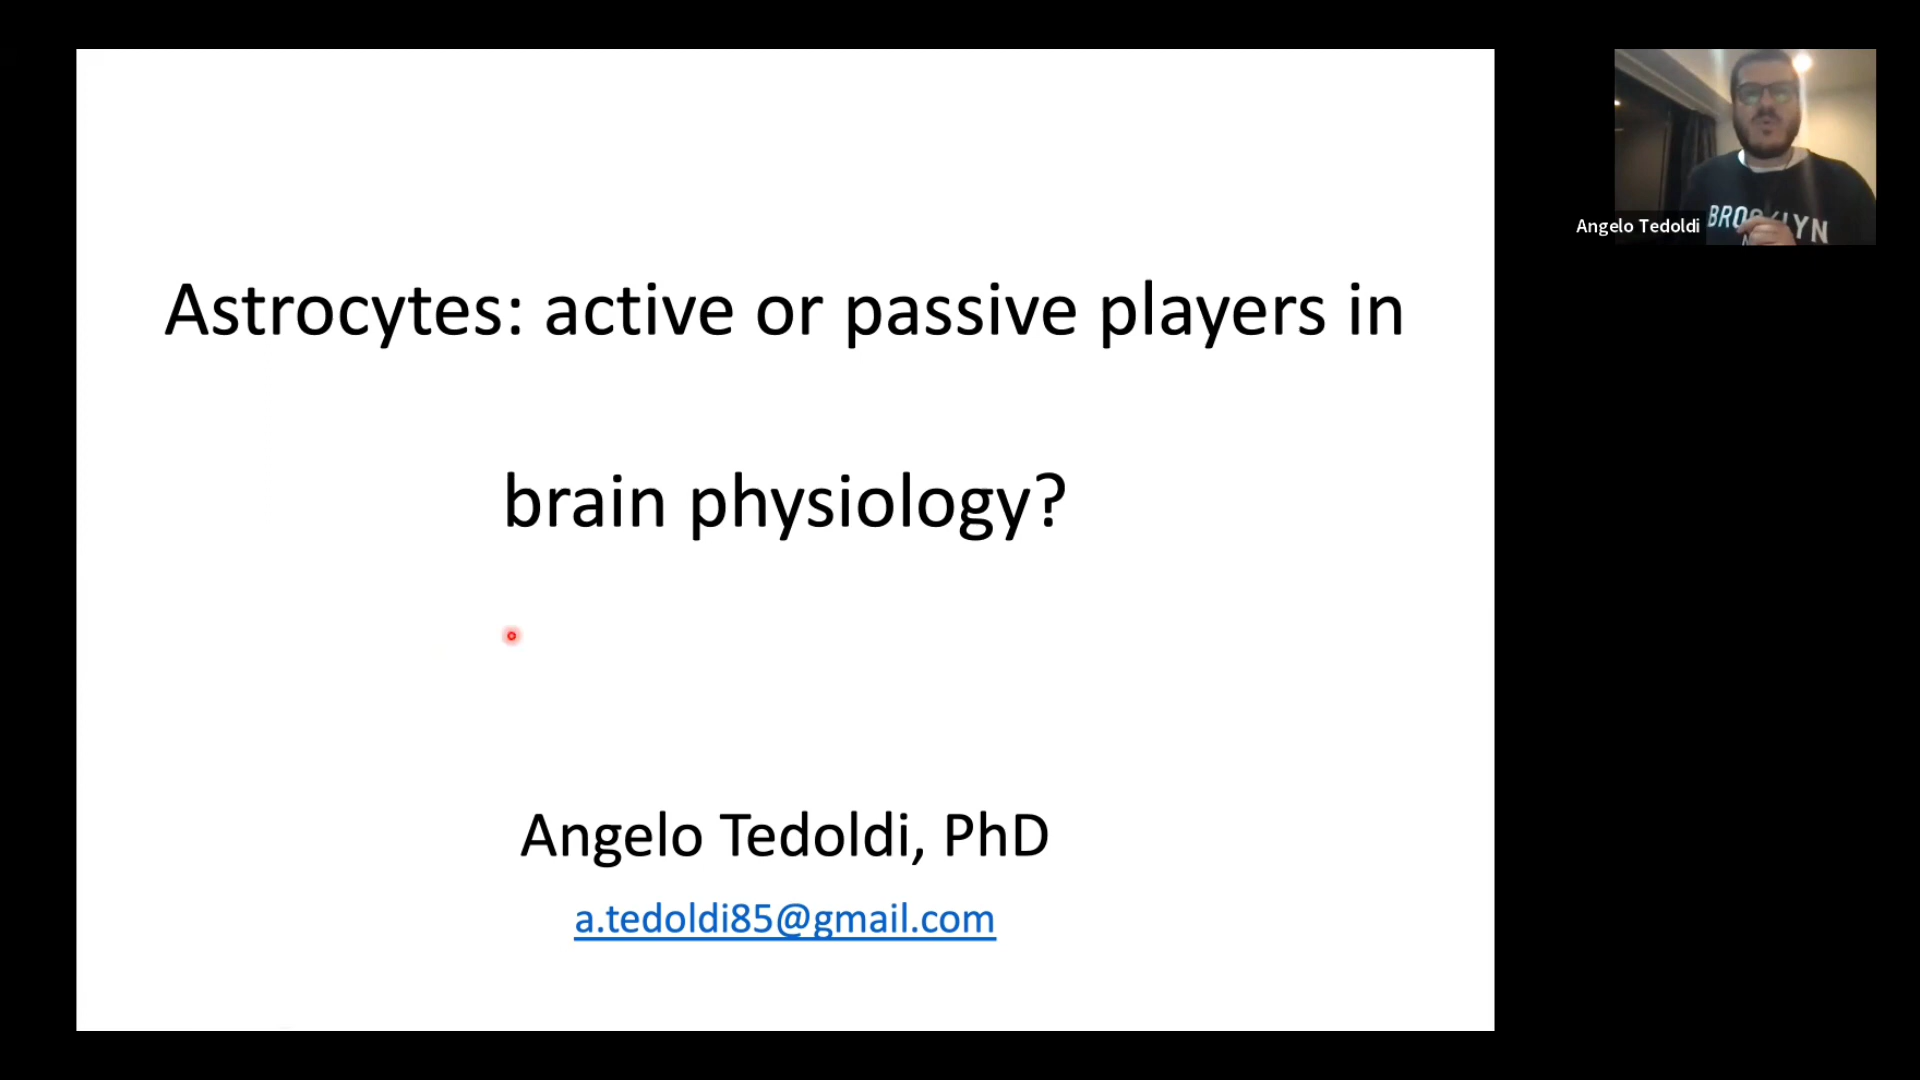 Astrocytes: active or passive players in
brain physiology?
Angelo Tedoldi, PhD
a.tedoldi85@gmail.com
Angelo Tedoldi